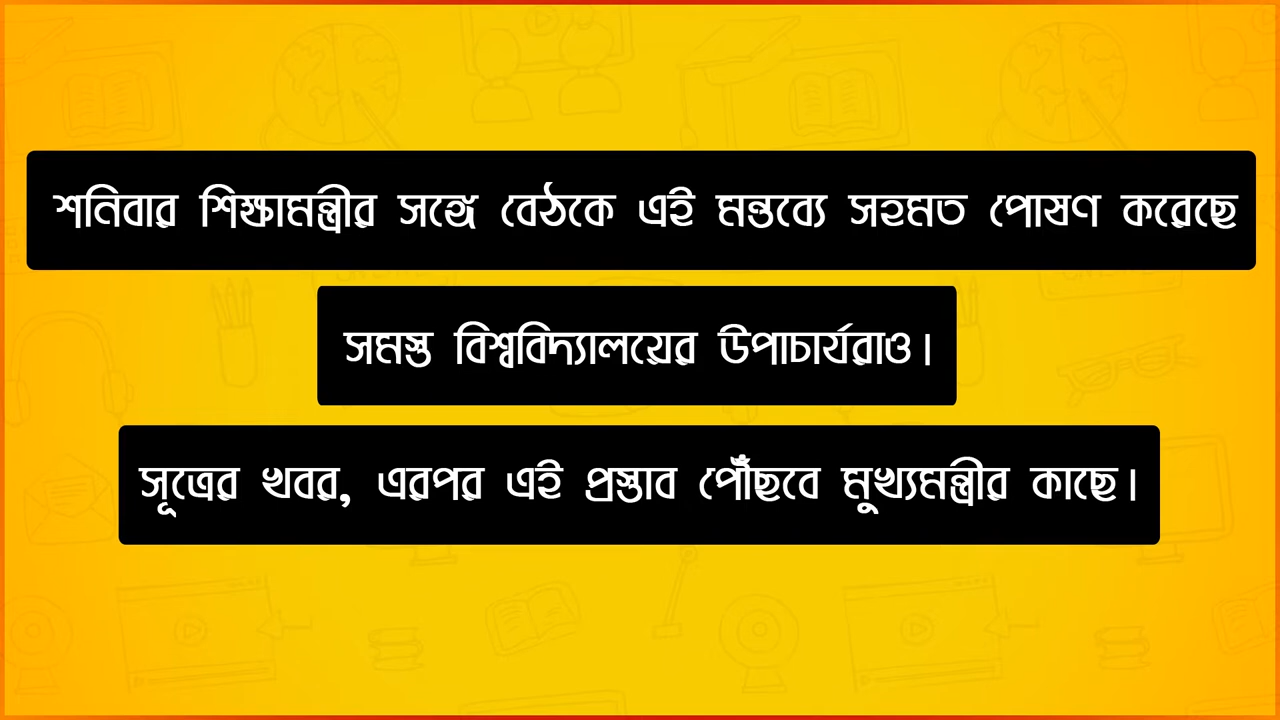 শনিবার শিক্ষামন্ত্রীর সঙ্গে বেঠকে এই মন্তব্যে সহমত পোষণ করেছে
সমস্ত বিশ্ববিদ্যালয়ের উপাচার্যরাও।
সূত্রের খবর, এরপর এই প্রস্তাব পৌঁছবে মুখ্যমন্ত্রীর কাছে।